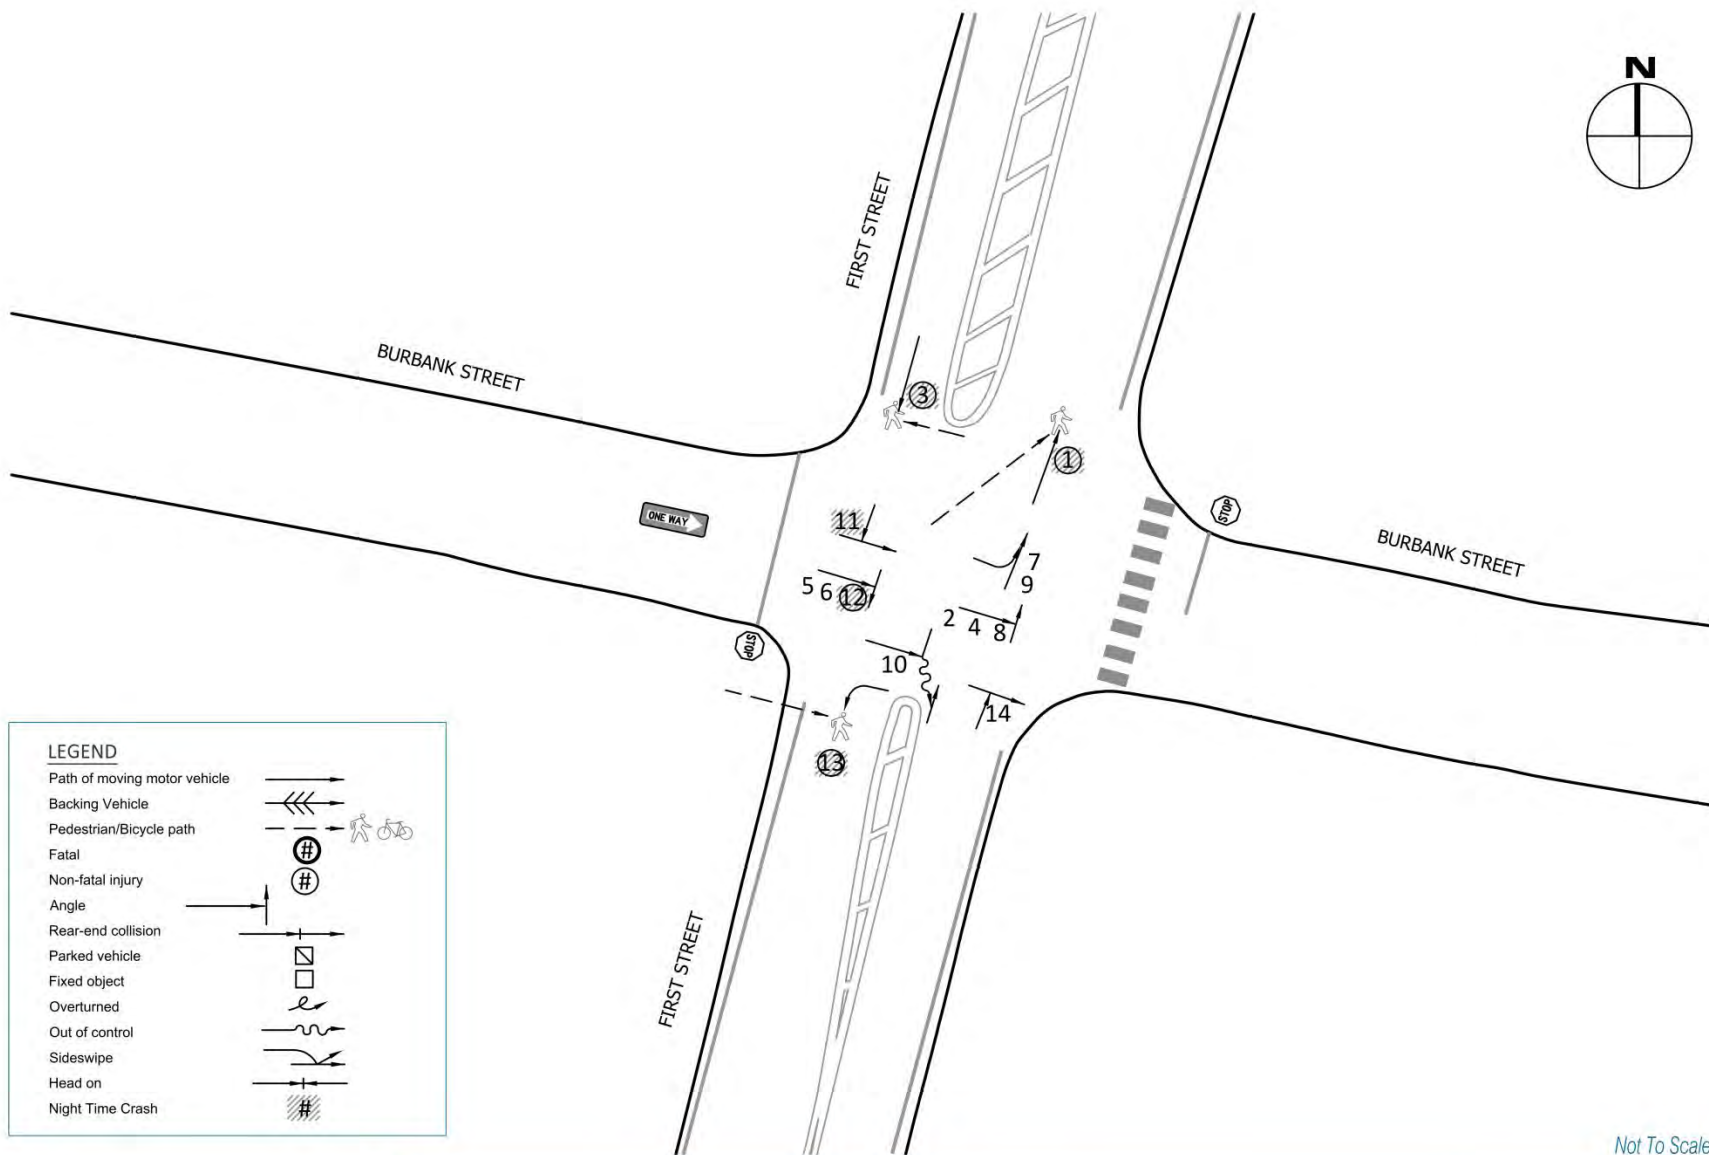 N
FIRST STREET
BURBANK STREET
3
1
ONE WAY
STOP
BURBANK STREET
11
7
5 6 12
9
2 4 8
10
STOP
14
13
FIRST STREET
LEGEND
Path of moving motor vehicle
Backing Vehicle
Pedestrian/Bicycle path
Fatal #
Non-fatal injury #
Angle
Rear-end collision
Parked vehicle
Fixed object
Overturned
Out of control
Sideswipe
Head on
Night Time Crash #
Not To Scale